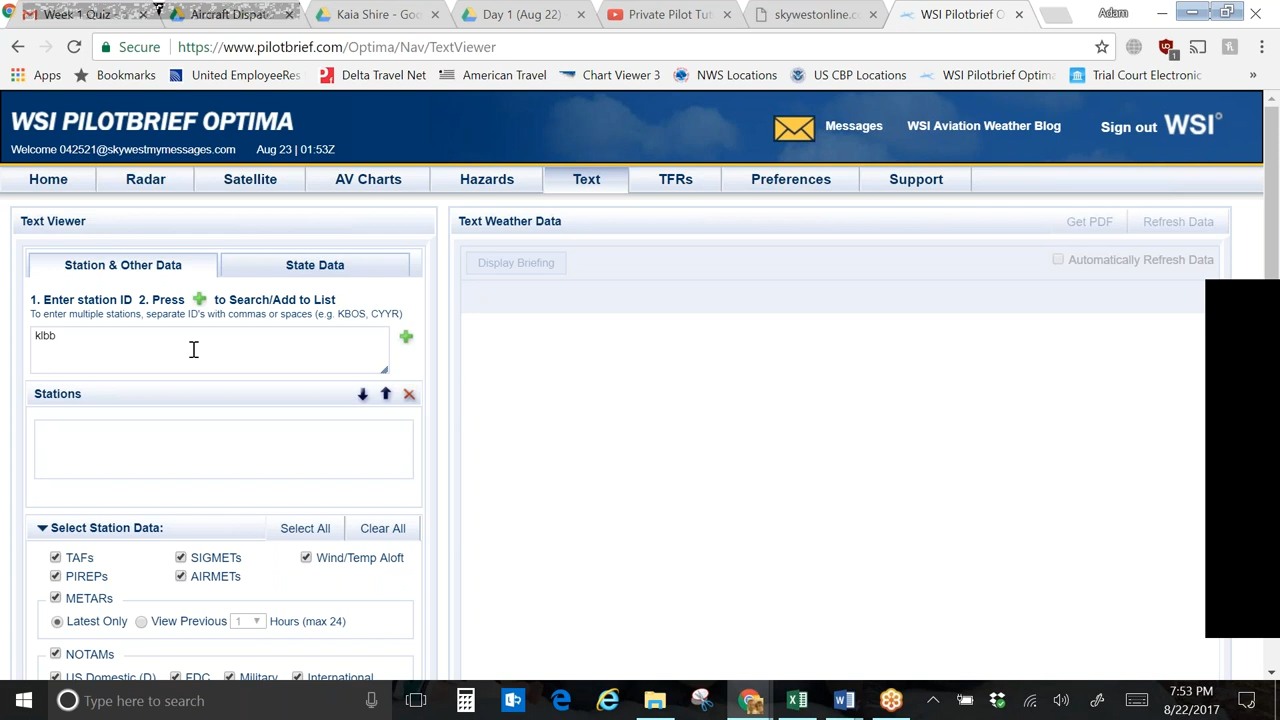 Week 1 Quiz
Aircraft Dispat
Kaia Shire - Goo
Day 1 (Aug 22)
Private Pilot T
skywestonline.c
WSI Pilotbrief O
Adam
Secure
https://www.pilotbrief.com/Optima/Nav/TextViewer
Apps
Bookmarks
United EmployeeRes
Delta Travel Net
American Travel
Chart Viewer 3
NWS Locations
US CBP Locations
WSI Pilotbrief Optima
Trial Court Electronic
»
WSI PILOTBRIEF OPTIMA
Messages
WSI Aviation Weather Blog
Sign out WSI
Welcome 042521@skywestmymessages.com Aug 23 | 01:53Z
Home
Radar
Satellite
AV Charts
Hazards
Text
TFRs
Preferences
Support
Text Viewer
Text Weather Data
Get PDF
Refresh Data
Station & Other Data
State Data
Display Briefing
Automatically Refresh Data
1. Enter station ID 2. Press to Search/Add to List
To enter multiple stations, separate ID's with commas or spaces (e.g. KBOS, CYYR)
klbb
Stations
Select Station Data:
Select All
Clear All
TAFs
SIGMETs
Wind/Temp Aloft
PIREPs
AIRMETs
METARs
Latest Only
View Previous
1
Hours (max 24)
NOTAMs
US Domestic (D)
FDC
Military
International
Type here to search
7:53 PM
8/22/2017